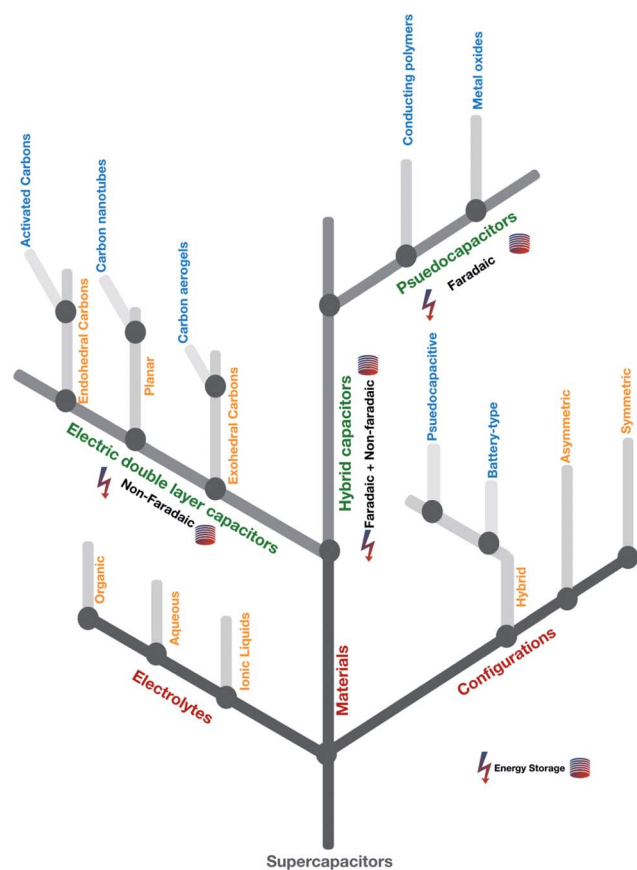 Conducting polymers
Metal oxides
Psuedocapacitors
Faradaic
Activated Carbons
Carbon nanotubes
Carbon aerogels
Endohedral Carbons
Planar
Exohedral Carbons
Electric double layer capacitors
Non-Faradaic
Hybrid capacitors
Faradaic + Non-faradaic
Psuedocapacitive
Battery-type
Asymmetric
Symmetric
Hybrid
Configurations
Organic
Aqueous
Ionic Liquids
Electrolytes
Materials
Energy Storage
Supercapacitors